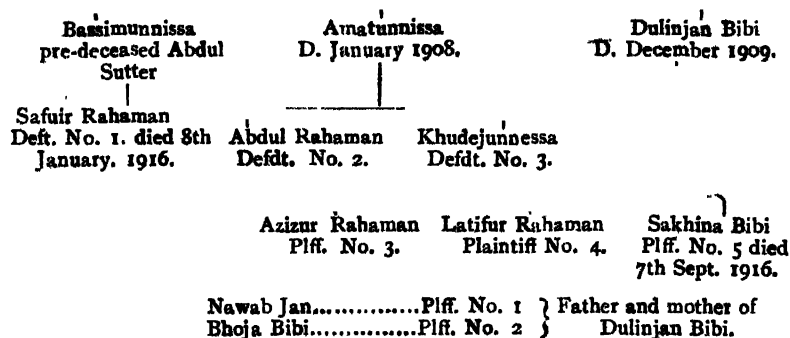 Bassimunnissa Amatunnissa Dulinjan Bibi
pre-deceased Abdul D. January 1908. D. December 1909.
Sutter
Safuir Rahaman
Deft. No. 1. died 8th Abdul Rahaman Khudejunnessa
January. 1916. Defdt. No. 2. Defdt. No. 3.
Azizur Rahaman Latifur Rahaman Sakhina Bibi
Plff. No. 3. Plaintiff No. 4. Plff. No. 5 died
7th Sept. 1916.
Nawab Jan...............Plff. No. 1 } Father and mother of
Bhoja Bibi...............Plff. No. 2 } Dulinjan Bibi.